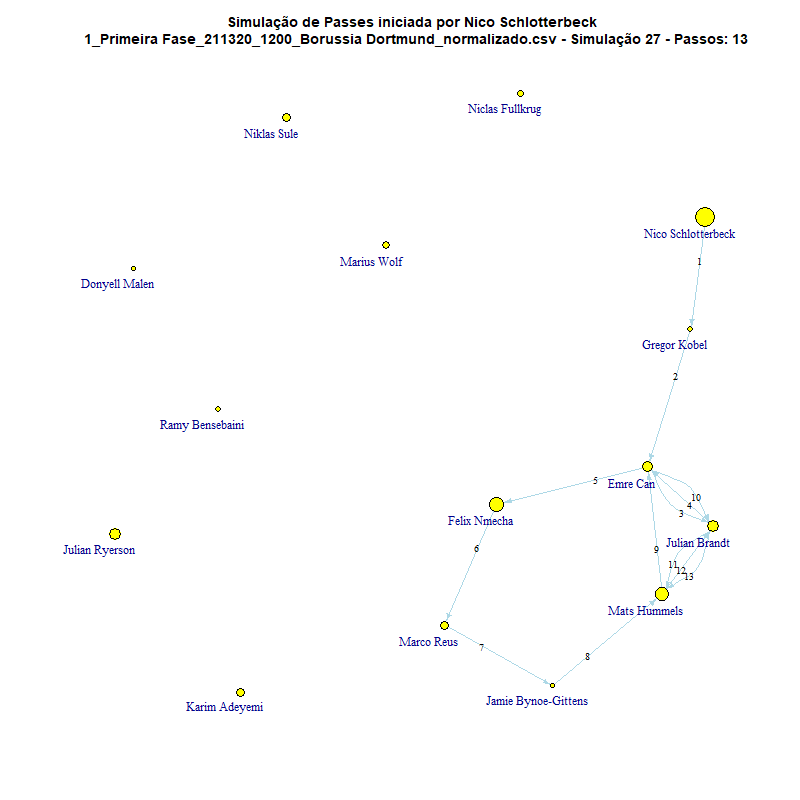 Simulação de Passes iniciada por Nico Schlotterbeck
1_Primeira Fase_211320_1200_Borussia Dortmund_normalizado.csv - Simulação 27 - Passos: 13
Niclas Fullkrug
Niklas Sule
Nico Schlotterbeck
Marius Wolf
1
Donyell Malen
Gregor Kobel
2
Ramy Bensebaini
5
Emre Can
10
4
3
Felix Nmecha
Julian Brandt
6
9
Julian Ryerson
11
12
13
Mats Hummels
Marco Reus
7
8
Jamie Bynoe-Gittens
Karim Adeyemi